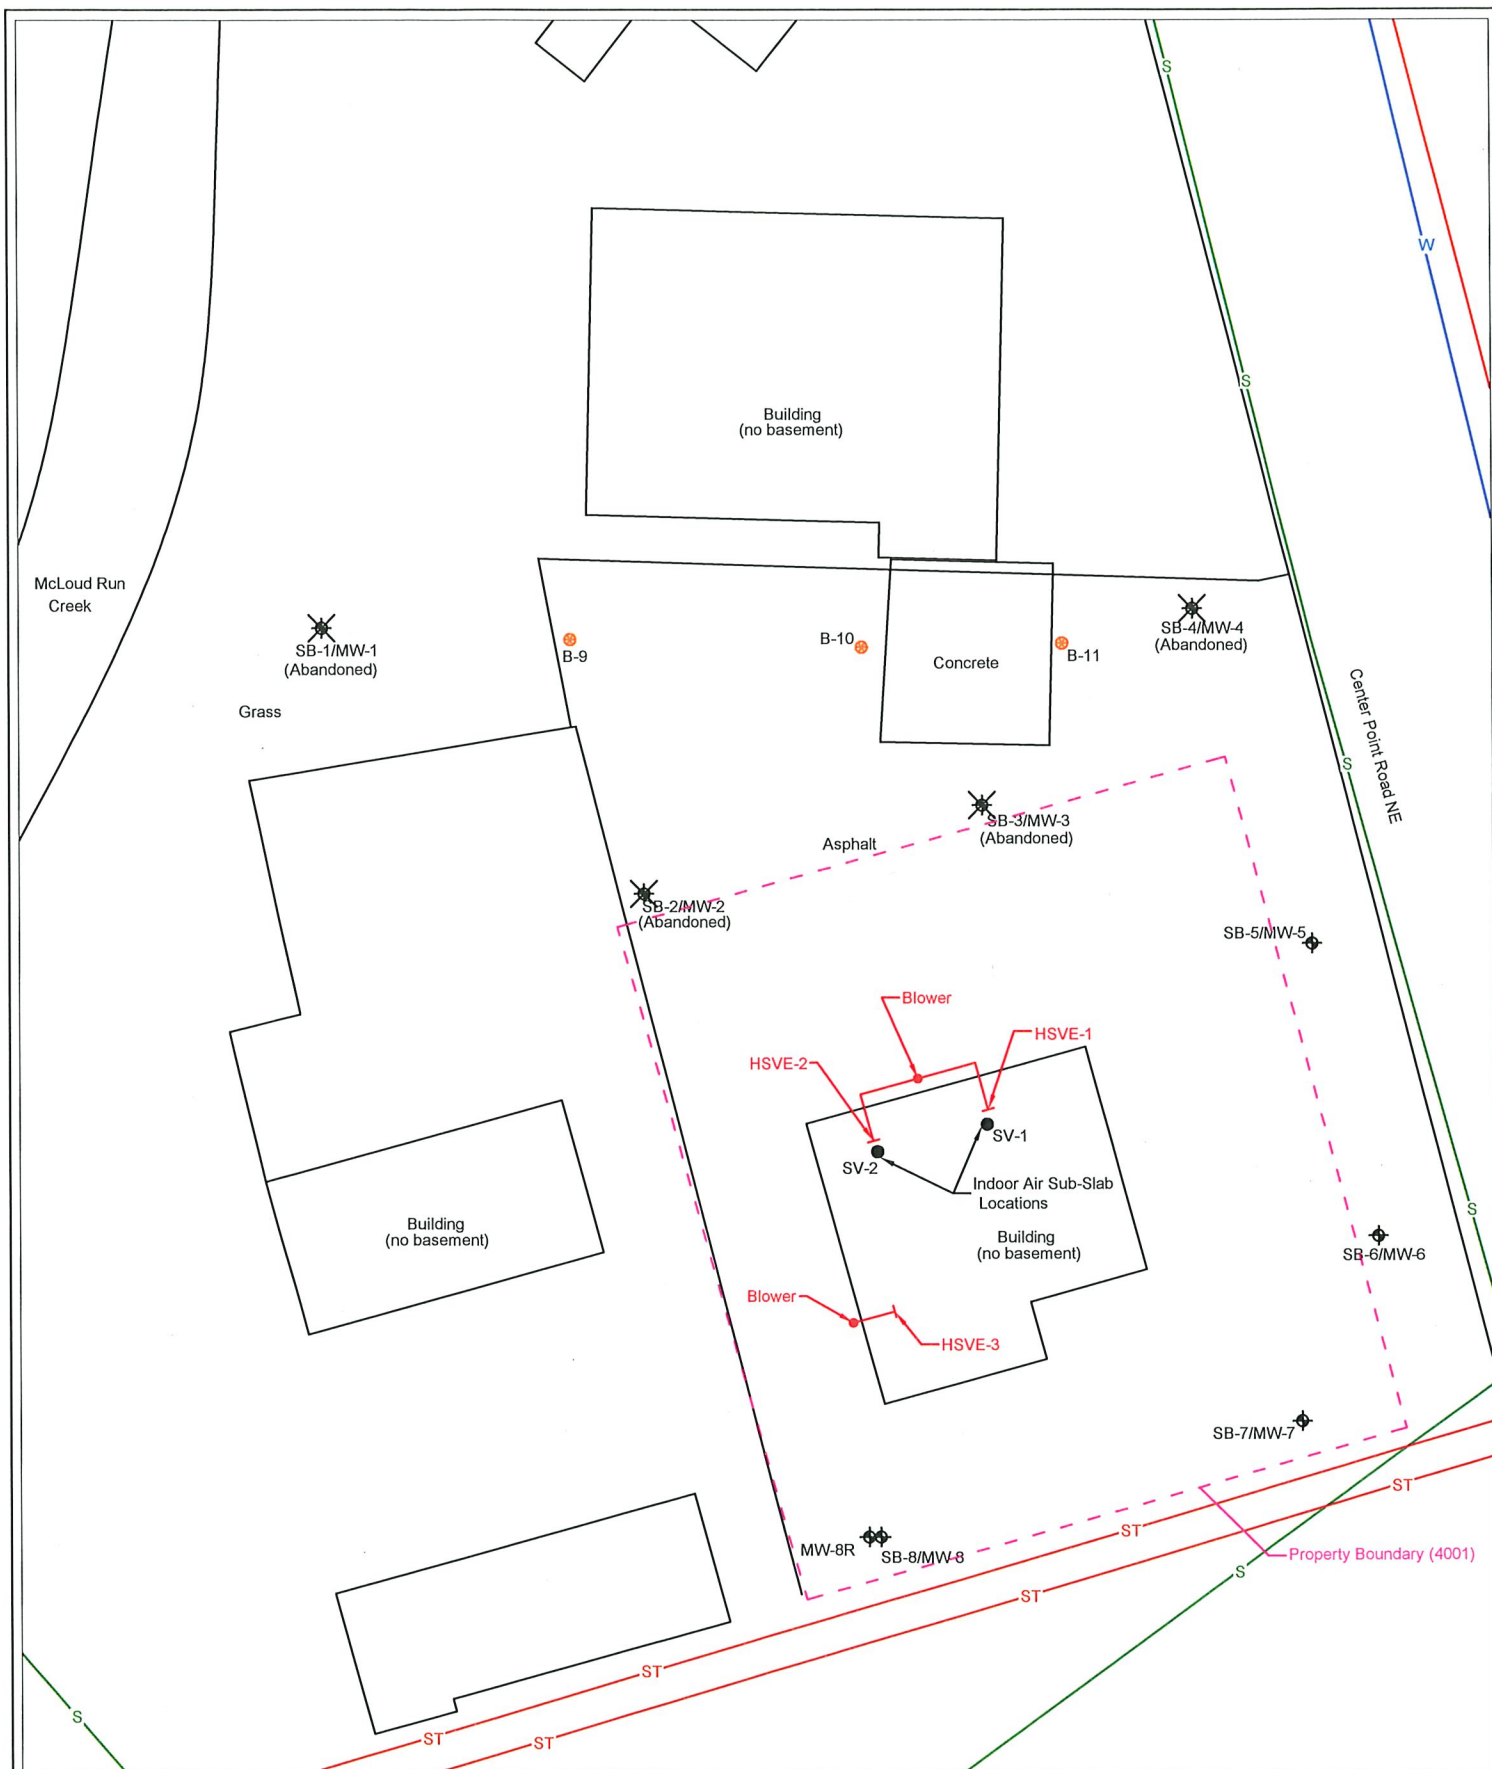 S
W
S
Building
(no basement)
McLoud Run
Creek
SB-1/MW-1
(Abandoned)
B-9
B-10
Concrete
B-11
SB-4/MW-4
(Abandoned)
Grass
Center Point Road NE
S
SB-3/MW-3
(Abandoned)
Asphalt
SB-2/MW-2
(Abandoned)
SB-5/MW-5
Blower
HSVE-1
HSVE-2
SV-1
SV-2
Indoor Air Sub-Slab
Locations
S
Building
(no basement)
Building
(no basement)
SB-6/MW-6
Blower
HSVE-3
SB-7/MW-7
ST
ST
MW-8R
SB-8/MW-8
Property Boundary (4001)
S
ST
ST
S
ST
ST